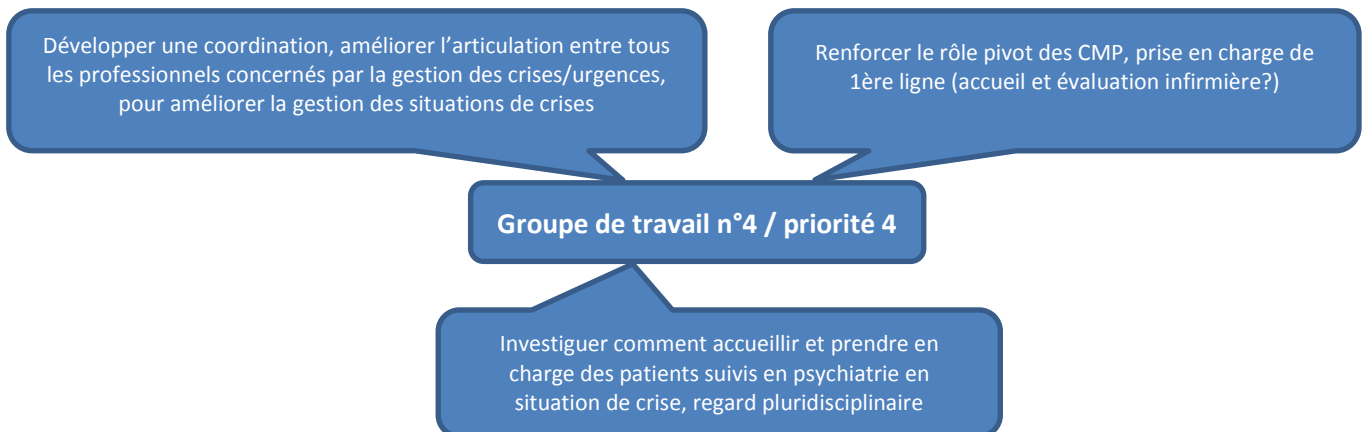 Développer une coordination, améliorer l’articulation entre tous
les professionnels concernés par la gestion des crises/urgences,
pour améliorer la gestion des situations de crises
Renforcer le rôle pivot des CMP, prise en charge de
1ère ligne (accueil et évaluation infirmière?)
Groupe de travail n°4 / priorité 4
Investiguer comment accueillir et prendre en
charge des patients suivis en psychiatrie en
situation de crise, regard pluridisciplinaire